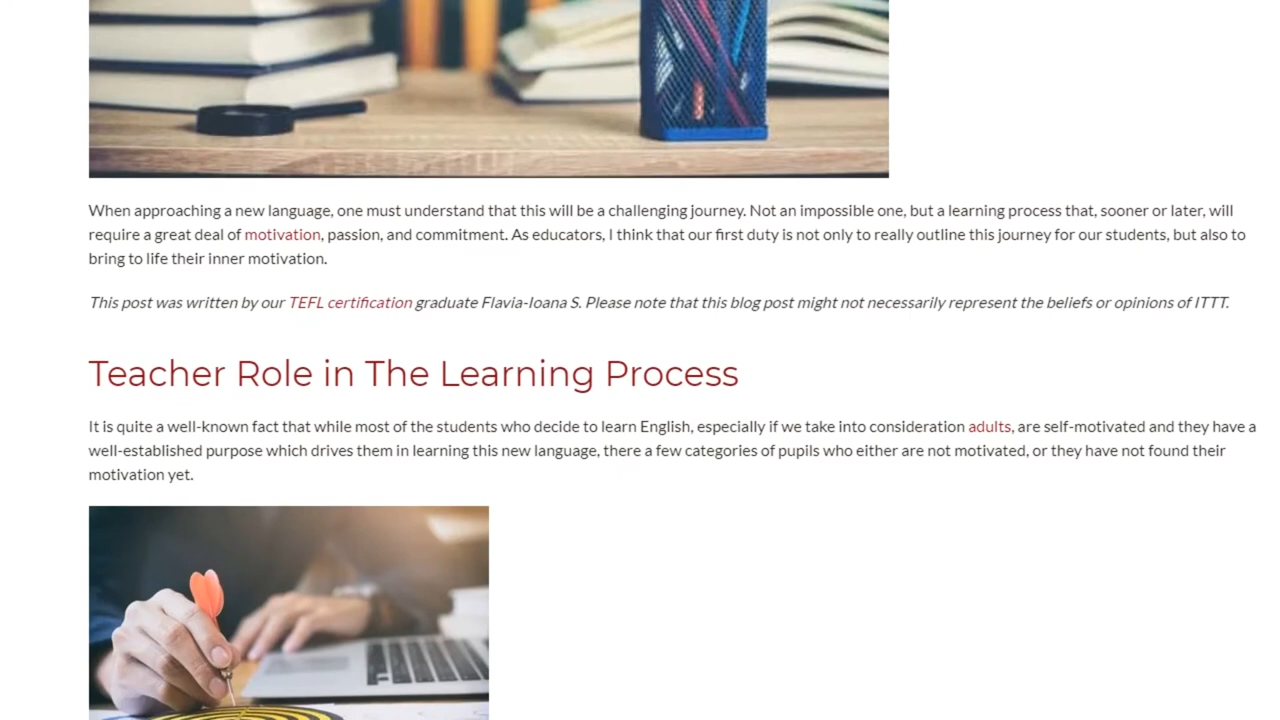 When approaching a new language, one must understand that this will be a challenging journey. Not an impossible one, but a learning process that, sooner or later, will
require a great deal of motivation, passion, and commitment. As educators, I think that our first duty is not only to really outline this journey for our students, but also to
bring to life their inner motivation.
This post was written by our TEFL certification graduate Flavia-Ioana S. Please note that this blog post might not necessarily represent the beliefs or opinions of ITTT.
Teacher Role in The Learning Process
It is quite a well-known fact that while most of the students who decide to learn English, especially if we take into consideration adults, are self-motivated and they have a
well-established purpose which drives them in learning this new language, there a few categories of pupils who either are not motivated, or they have not found their
motivation yet.